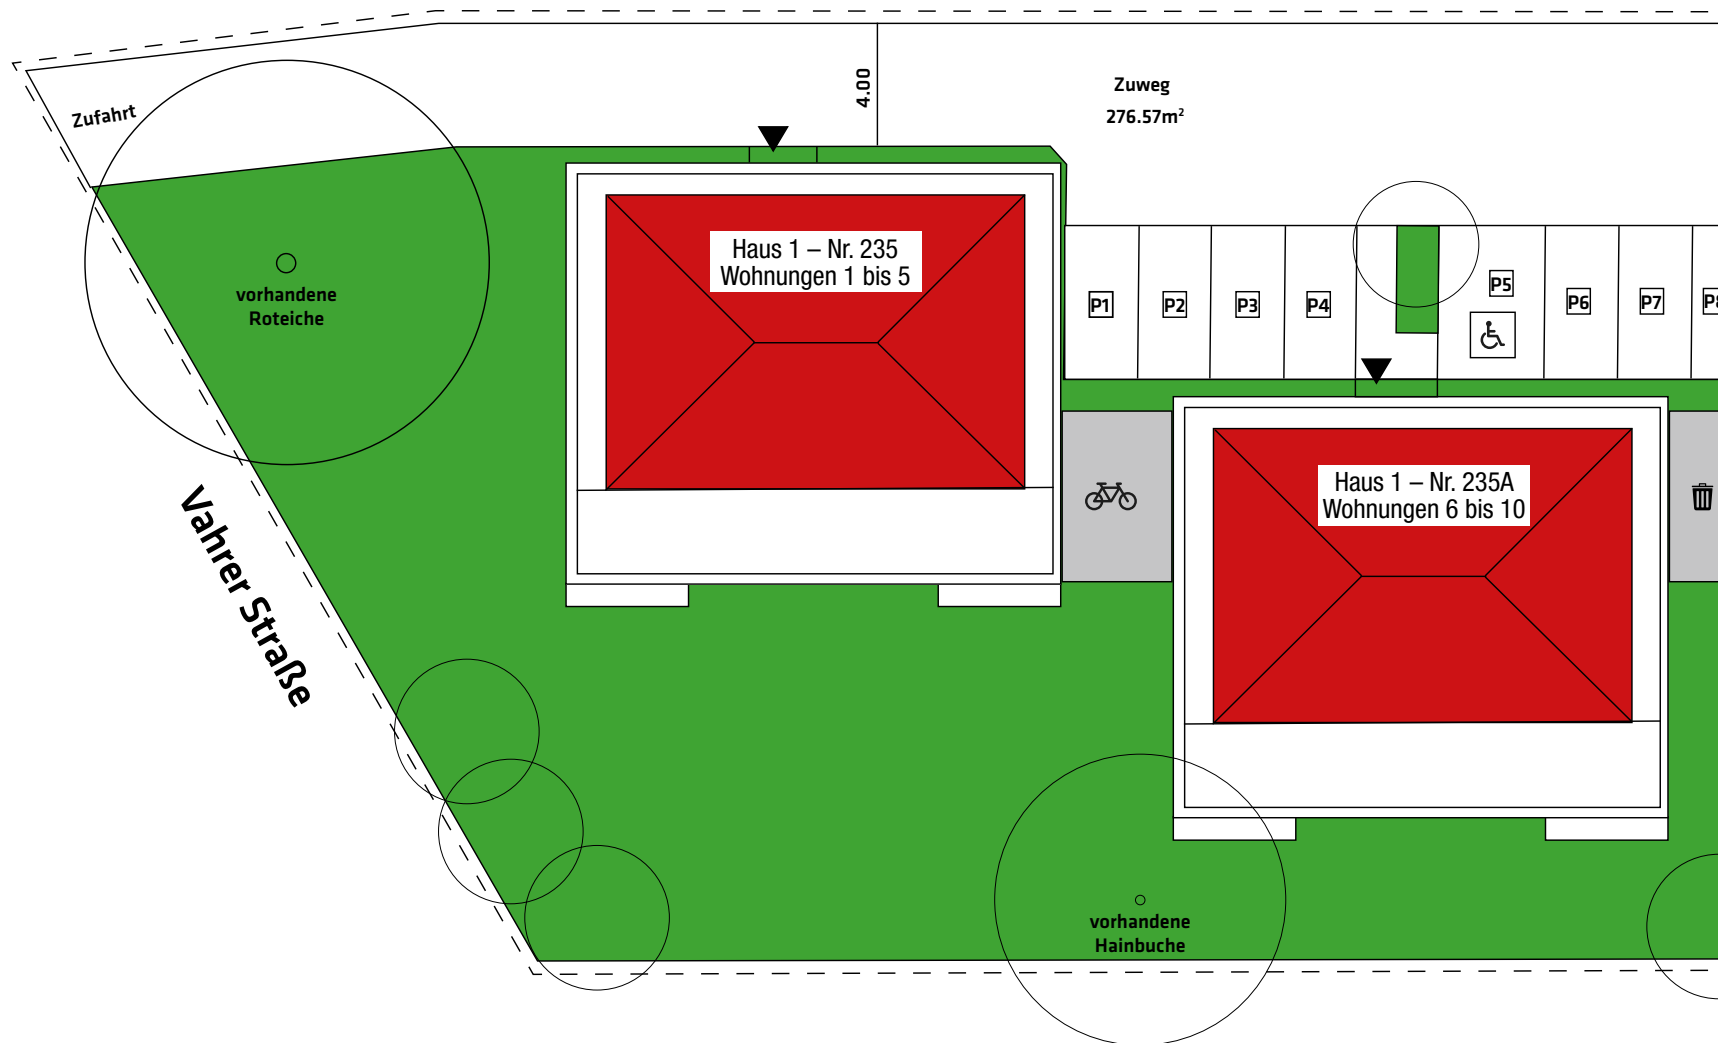 Zufahrt
4.00
Zuweg
276.57m²
Haus 1 – Nr. 235
Wohnungen 1 bis 5
vorhandene
Roteiche
P1
P2
P3
P4
P5
P6
P7
P8
Haus 1 – Nr. 235A
Wohnungen 6 bis 10
Vahrer Straße
vorhandene
Hainbuche